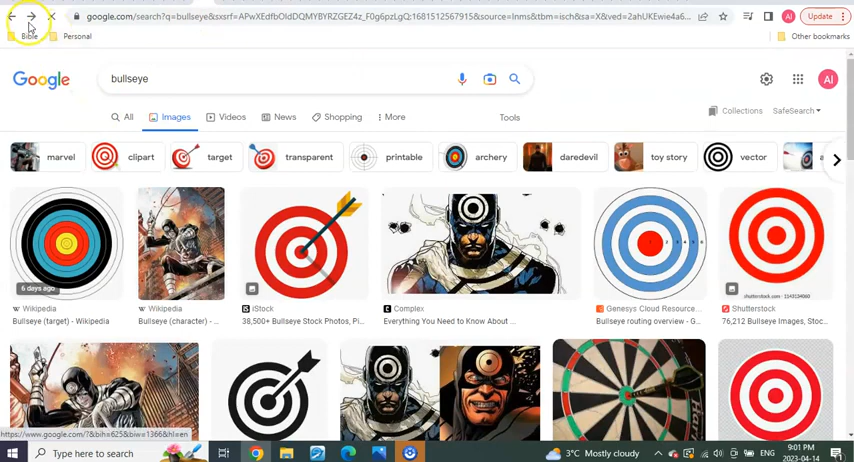 google.com/search?q=bullseye&sxsrf=APwXEdfbOIdDQMYBYRZGEZ4z_F0g6pzLgQ:1681512567915&source=lnms&tbm=isch&sa=X&ved=2ahUKEwie4a6...
Update
Bible
Personal
Other bookmarks
Google
bullseye
AI
All
Images
Videos
News
Shopping
More
Tools
Collections
SafeSearch
marvel
clipart
target
transparent
printable
archery
daredevil
toy story
vector
a
6 days ago
shutterstock.com
Wikipedia
Bullseye (target) - Wikipedia
Wikipedia
Bullseye (character) - ...
iStock
38,500+ Bullseye Stock Photos, Pi...
Complex
Everything You Need to Know About ...
Genesys Cloud Resource...
Bullseye routing overview - G...
Shutterstock
76,212 Bullseye Images, Stoc...
https://www.google.com/?&bih=625&biw=1366&hl=en
Type here to search
3°C Mostly cloudy
ENG
9:01 PM
2023-04-14